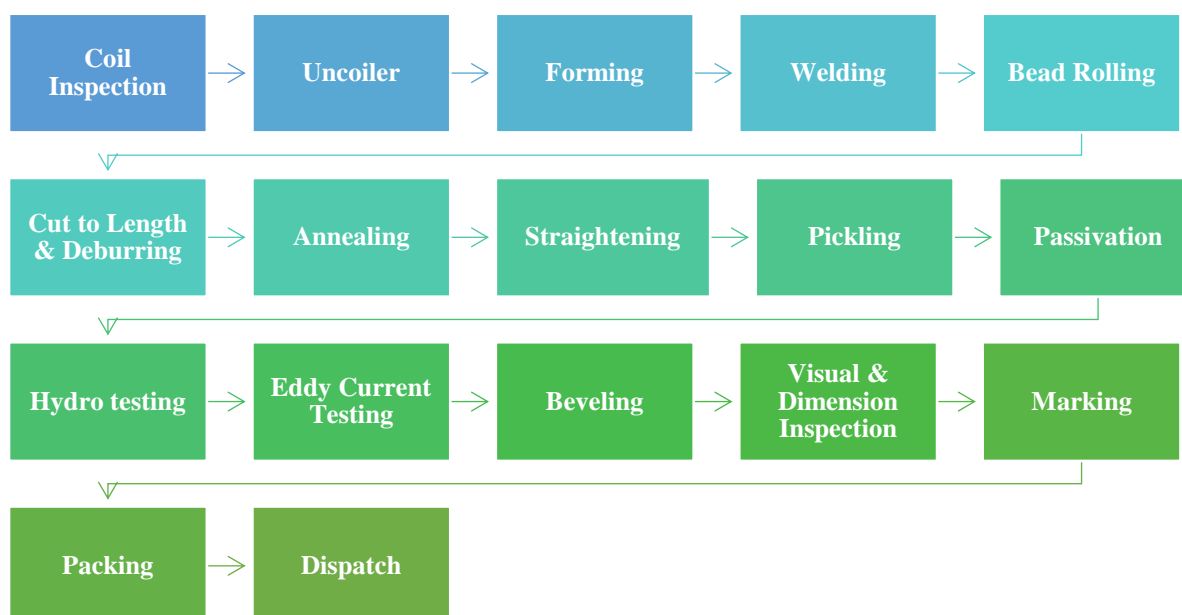 Coil
Inspection
Uncoiler
Forming
Welding
Bead Rolling
Cut to Length
& Deburring
Annealing
Straightening
Pickling
Passivation
Hydro testing
Eddy Current
Testing
Beveling
Visual &
Dimension
Inspection
Marking
Packing
Dispatch